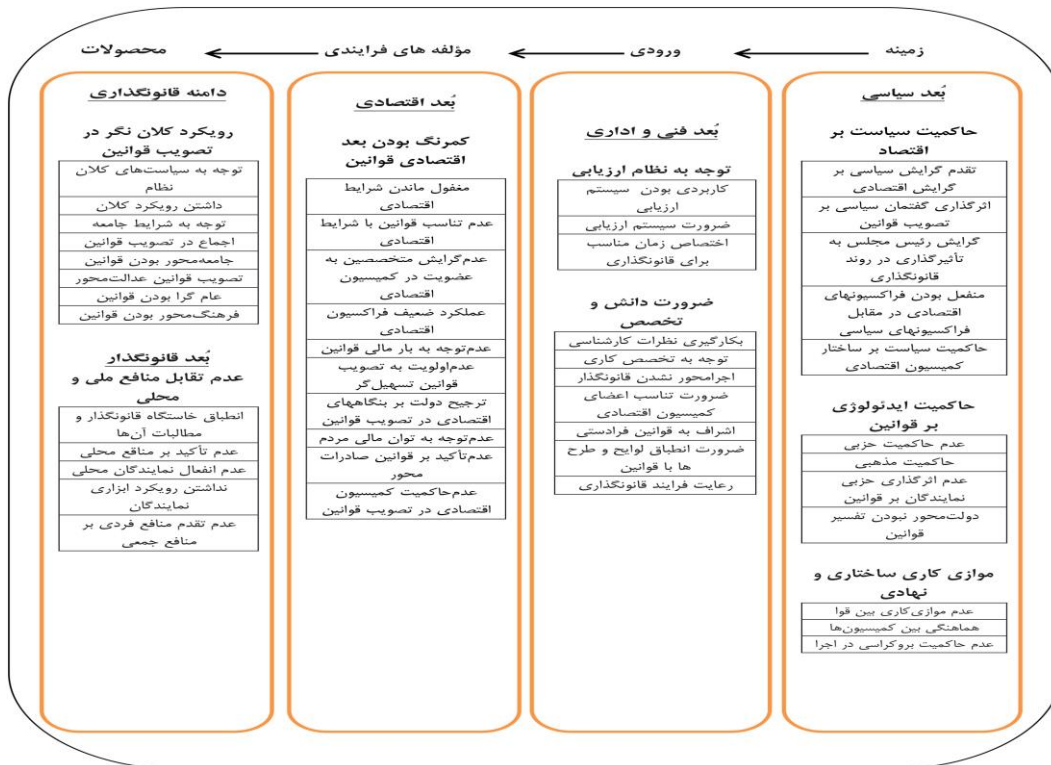 زمینه
ورودی
مؤلفه های فرایندی
محصولات
بُعد سیاسی
حاکمیت سیاست بر
اقتصاد
تقدم گرایش سیاسی بر
گرایش اقتصادی
اثرگذاری گفتمان سیاسی بر
تصویب قوانین
گرایش رئیس مجلس به
تأثیرگذاری در روند
قانونگذاری
منفعل بودن فراکسیونهای
اقتصادی در مقابل
فراکسیونهای سیاسی
حاکمیت سیاست بر ساختار
کمیسیون اقتصادی
حاکمیت ایدئولوژی
بر قوانین
عدم حاکمیت حزبی
حاکمیت مذهبی
عدم اثرگذاری حزبی
نمایندگان بر قوانین
دولت‌محور نبودن تفسیر
قوانین
موازی کاری ساختاری و
نهادی
عدم موازی‌کاری بین قوا
هماهنگی بین کمیسیون‌ها
عدم حاکمیت بروکراسی در اجرا
بُعد فنی و اداری
توجه به نظام ارزیابی
کاربردی بودن سیستم
ارزیابی
ضرورت سیستم ارزیابی
اختصاص زمان مناسب
برای قانونگذاری
ضرورت دانش و
تخصص
بکارگیری نظرات کارشناسی
توجه به تخصص کاری
اجرامحور نشدن قانونگذار
ضرورت تناسب اعضای
کمیسیون اقتصادی
اشراف به قوانین فرادستی
ضرورت انطباق لوایح و طرح
ها با قوانین
رعایت فرایند قانونگذاری
بُعد اقتصادی
کمرنگ بودن بعد
اقتصادی قوانین
مغفول ماندن شرایط
اقتصادی
عدم تناسب قوانین با شرایط
اقتصادی
عدم‌گرایش متخصصین به
عضویت در کمیسیون
اقتصادی
عملکرد ضعیف فراکسیون
اقتصادی
عدم‌توجه به بار مالی قوانین
عدم‌اولویت به تصویب
قوانین تسهیل‌گر
ترجیح دولت بر بنگاههای
اقتصادی در تصویب قوانین
عدم‌توجه به توان مالی مردم
عدم‌تأکید بر قوانین صادرات
محور
عدم‌حاکمیت کمیسیون
اقتصادی در تصویب قوانین
دامنه قانونگذاری
رویکرد کلان نگر در
تصویب قوانین
توجه به سیاست‌های کلان
نظام
داشتن رویکرد کلان
توجه به شرایط جامعه
اجماع در تصویب قوانین
جامعه‌محور بودن قوانین
تصویب قوانین عدالت‌محور
عام گرا بودن قوانین
فرهنگ‌محور بودن قوانین
بُعد قانونگذار
عدم تقابل منافع ملی و
محلی
انطباق خاستگاه قانونگذار و
مطالبات آن‌ها
عدم تأکید بر منافع محلی
عدم انفعال نمایندگان محلی
نداشتن رویکرد ابزاری
نمایندگان
عدم تقدم منافع فردی بر
منافع جمعی